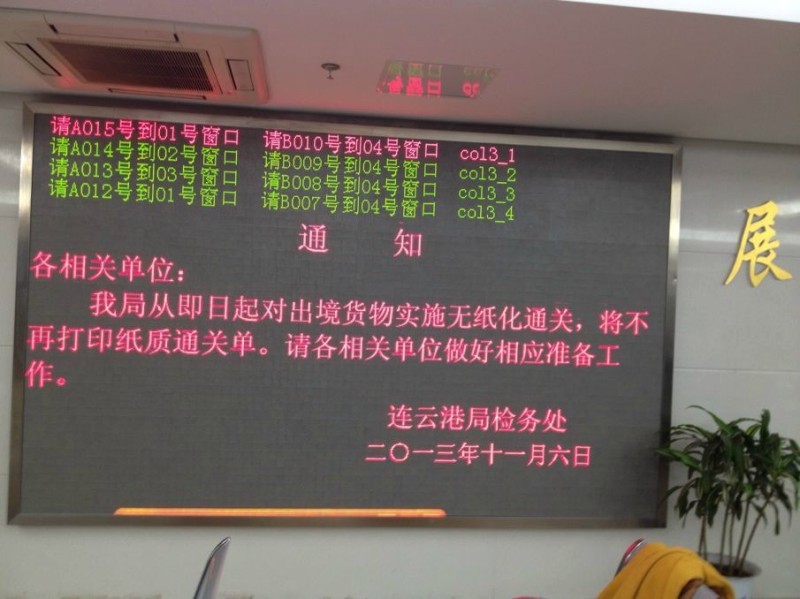 请A015号到01号窗口 请B010号到04号窗口 col3_1
请A014号到02号窗口 请B009号到04号窗口 col3_2
请A013号到03号窗口 请B008号到04号窗口 col3_3
请A012号到01号窗口 请B007号到04号窗口 col3_4
通 知
各相关单位：
我局从即日起对出境货物实施无纸化通关，将不
再打印纸质通关单。请各相关单位做好相应准备工
作。
连云港局检务处
二〇一三年十一月六日
展